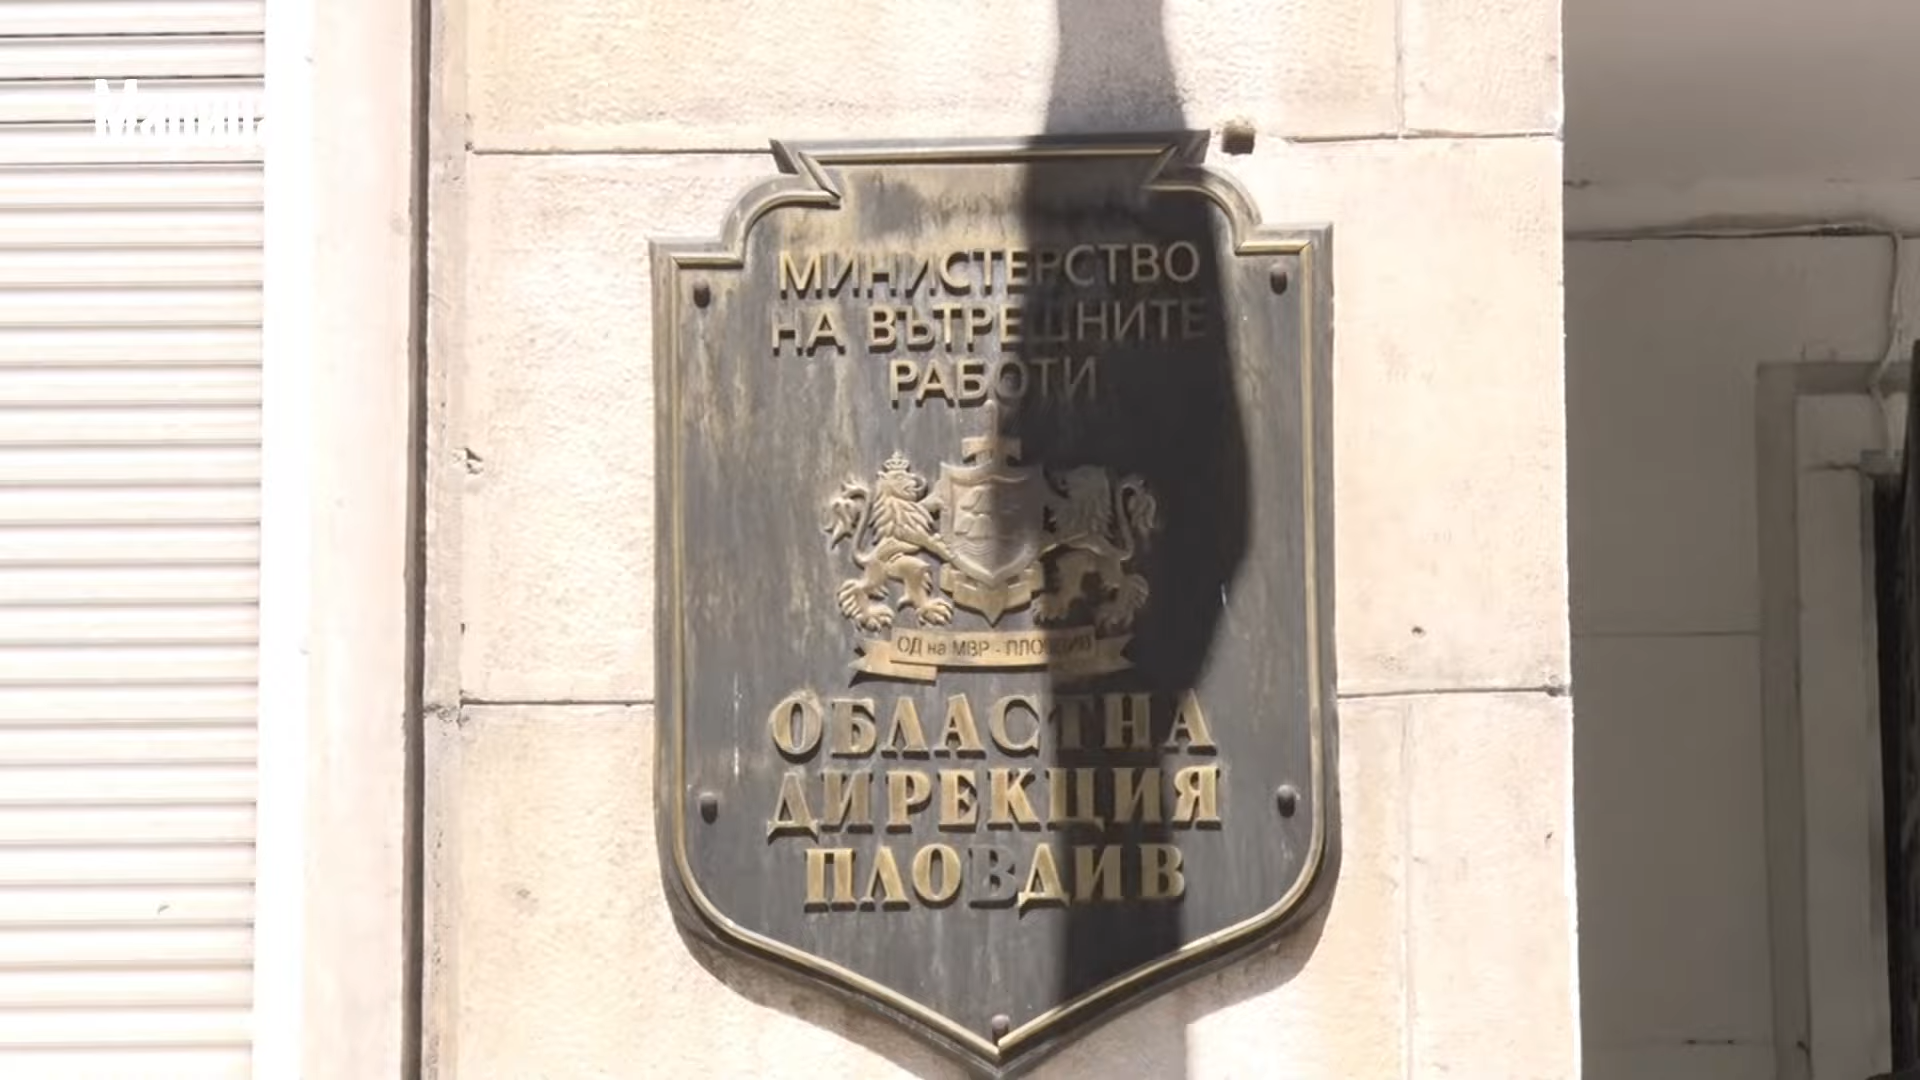 МИНИСТЕРСТВО
НА ВЪТРЕШНИТЕ
РАБОТИ
ОД на МВР - ПЛОВДИВ
ОБЛАСТНА
ДИРЕКЦИЯ
ПЛОВДИВ